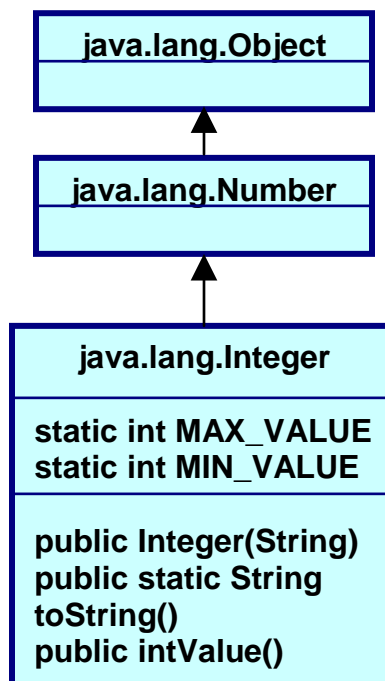 java.lang.Object
java.lang.Number
java.lang.Integer
static int MAX_VALUE
static int MIN_VALUE
public Integer(String)
public static String
toString()
public intValue()